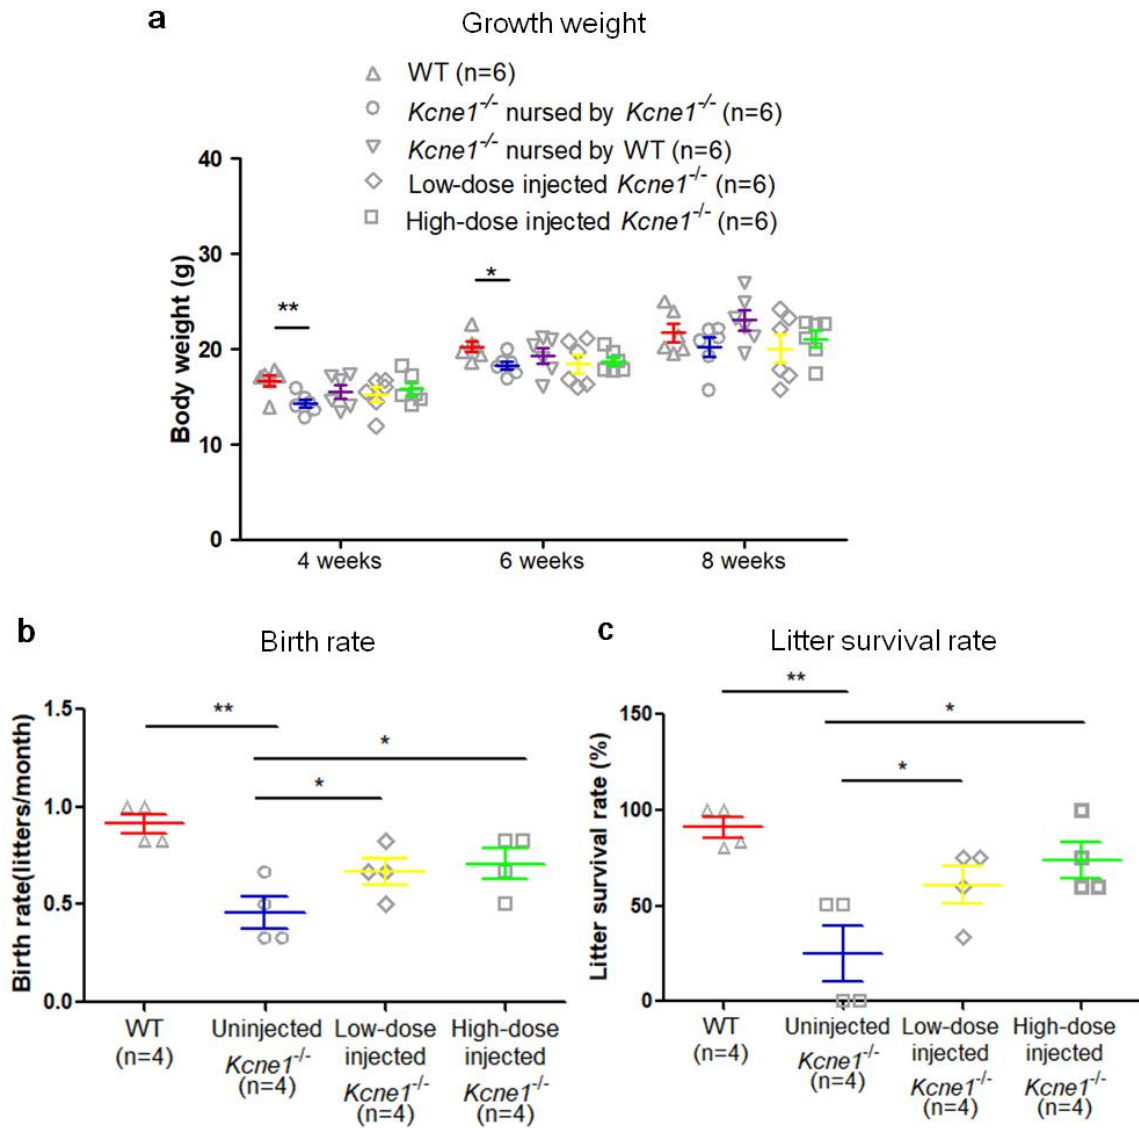 a
Growth weight
WT (n=6)
Kcne1-/- nursed by Kcne1-/- (n=6)
Kcne1-/- nursed by WT (n=6)
Low-dose injected Kcne1-/- (n=6)
High-dose injected Kcne1-/- (n=6)
Body weight (g)
40
30
20
10
0
**
*
4 weeks
6 weeks
8 weeks
b
Birth rate
Birth rate(litters/month)
1.5
1.0
0.5
0.0
**
*
*
WT
(n=4)
Uninjected
Kcne1-/-
(n=4)
Low-dose
injected
Kcne1-/-
(n=4)
High-dose
injected
Kcne1-/-
(n=4)
c
Litter survival rate
Litter survival rate (%)
150
100
50
0
**
*
*
WT
(n=4)
Uninjected
Kcne1-/-
(n=4)
Low-dose
injected
Kcne1-/-
(n=4)
High-dose
injected
Kcne1-/-
(n=4)